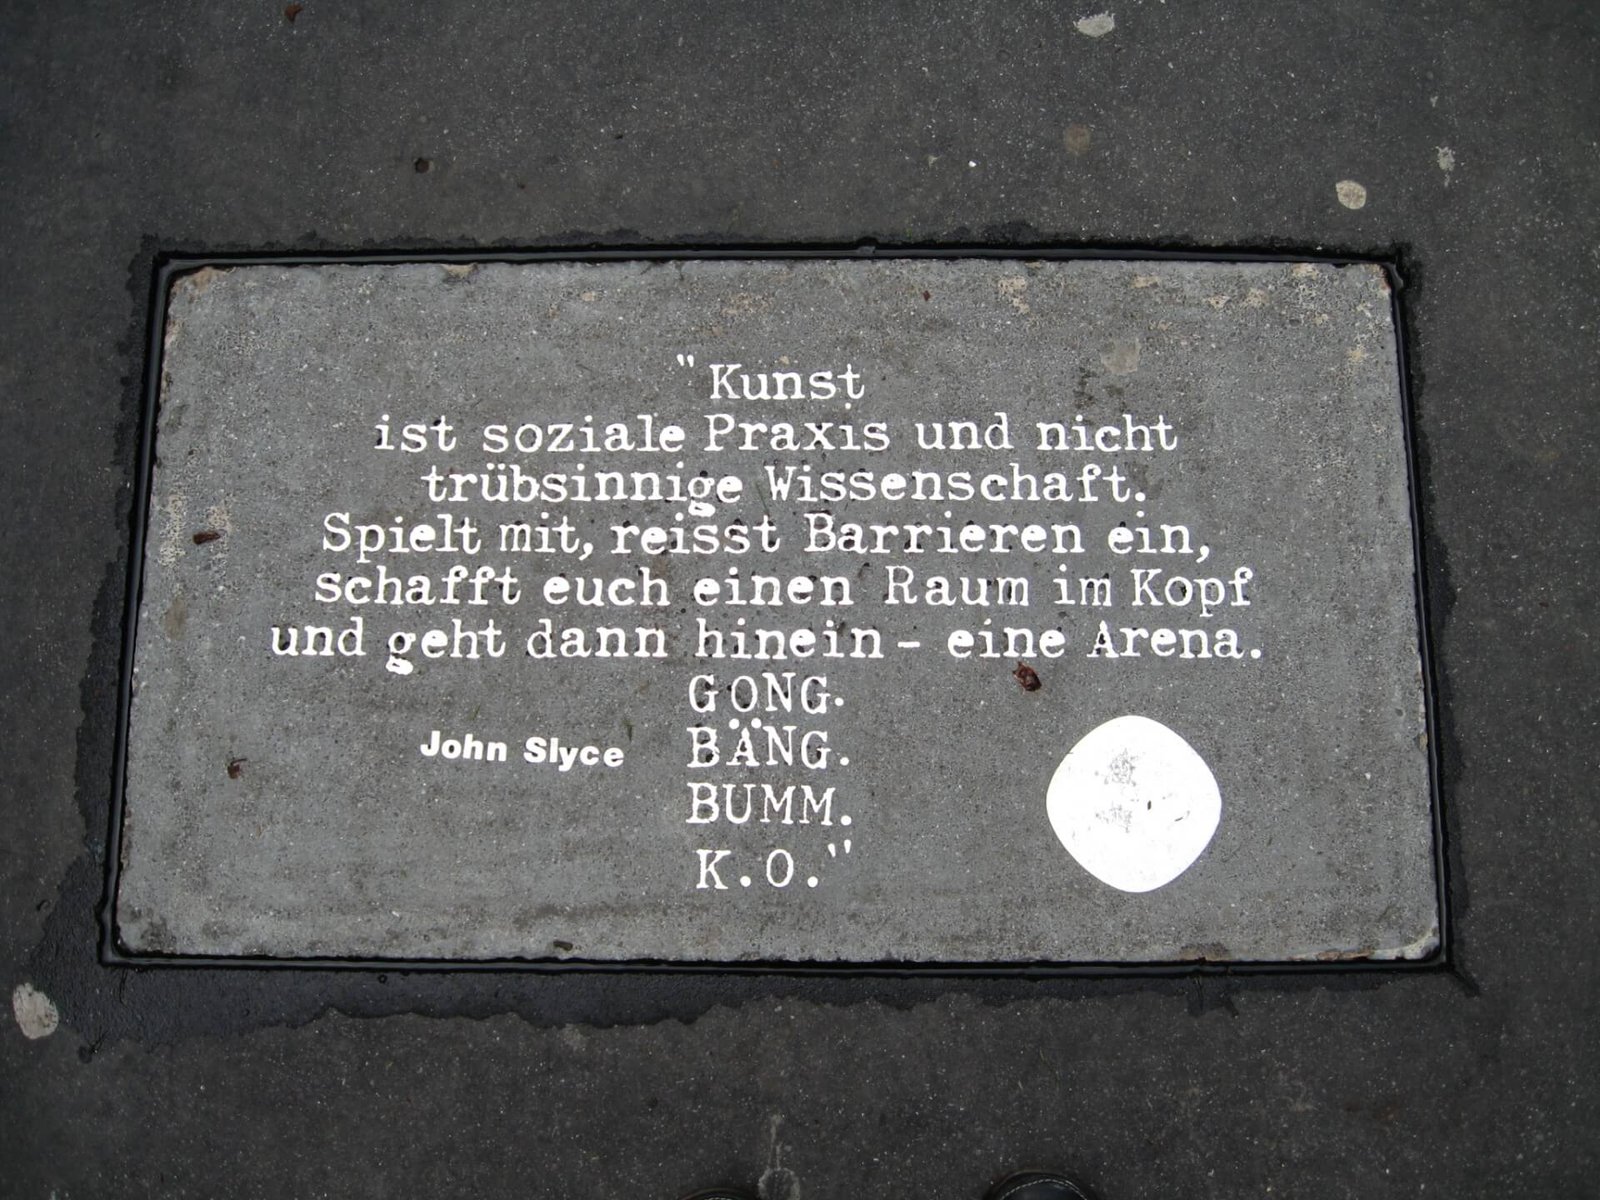 "Kunst
ist soziale Praxis und nicht
trübsinnige Wissenschaft.
Spielt mit, reisst Barrieren ein,
schafft euch einen Raum im Kopf
und geht dann hinein - eine Arena.
GONG.
BÄNG.
BUMM.
K.O."
John Slyce